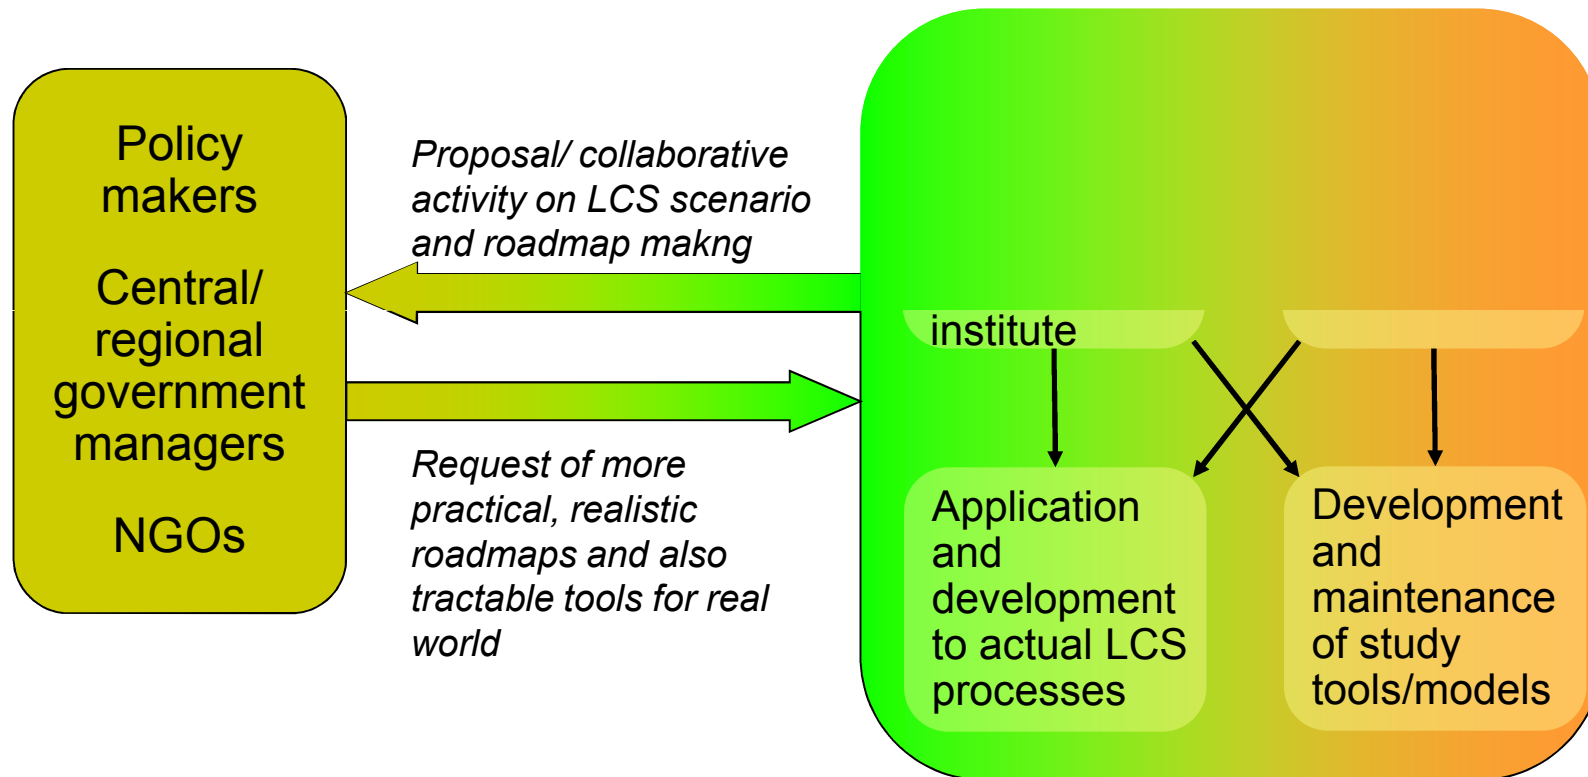 Policy
makers
Central/
regional
government
managers
NGOs
Proposal/ collaborative
activity on LCS scenario
and roadmap makng
Request of more
practical, realistic
roadmaps and also
tractable tools for real
world
institute
Application
and
development
to actual LCS
processes
Development
and
maintenance
of study
tools/models